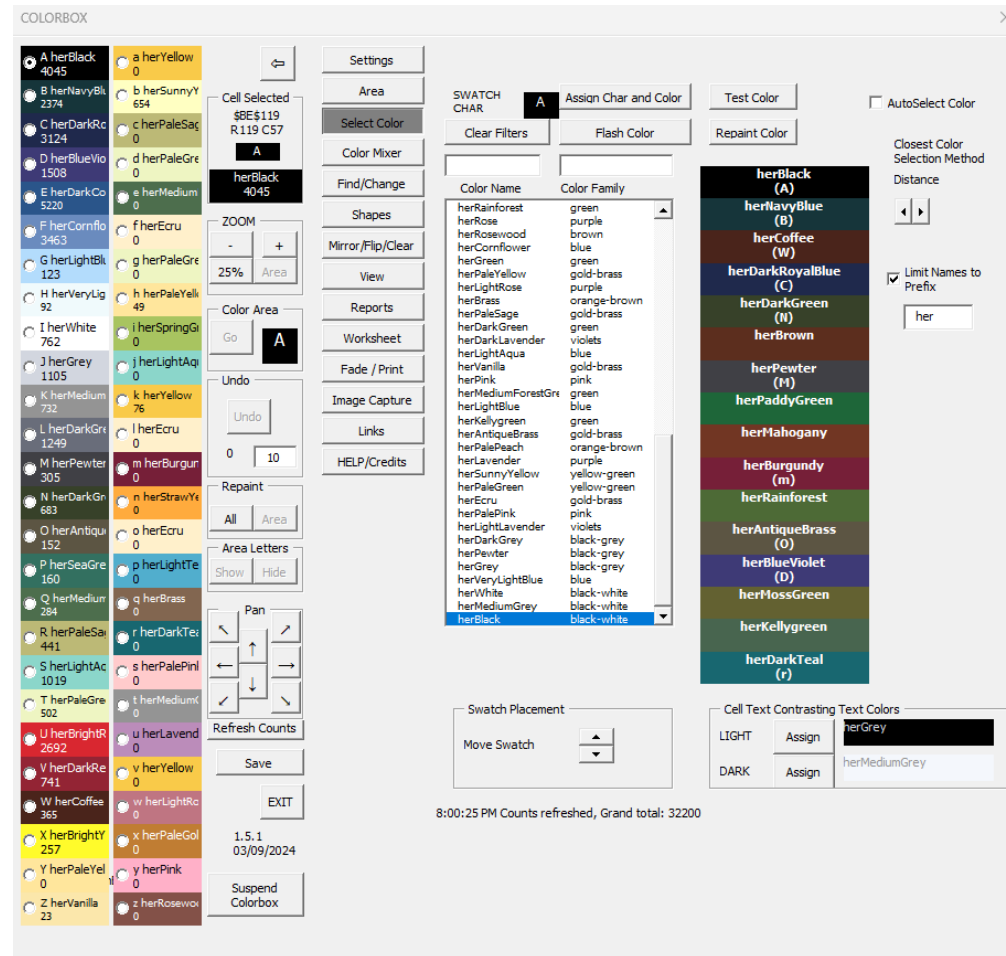 COLORBOX
A herBlack
4045
B herNavyBl
2374
C herDarkRo
3124
D herBlueVio
1508
E herDarkCo
5220
F herCornflo
3463
G herLightBl
123
H herVeryLig
92
I herWhite
762
J herGrey
1105
K herMedium
732
L herDarkGre
1249
M herPewter
305
N herDarkGr
683
O herAntiqu
152
P herSeaGre
160
Q herMedium
284
R herPaleSa
441
S herLightAc
1019
T herPaleGre
502
U herBrightR
2692
V herDarkRe
741
W herCoffee
365
X herBrightY
257
Y herPaleYel
0
Z herVanilla
23
a herYellow
0
b herSunnyY
654
c herPaleSag
0
d herPaleGre
0
e herMedium
0
f herEcru
0
g herPaleGre
0
h herPaleYell
49
i herSpringGr
0
j herLightAqu
0
k herYellow
76
l herEcru
0
m herBurgun
0
n herStrawYe
0
o herEcru
0
p herLightTe
0
q herBrass
0
r herDarkTea
0
s herPalePinl
0
t herMedium
0
u herLavend
0
v herYellow
0
w herLightRo
0
x herPaleGol
0
y herPink
0
z herRosewo
0
⇦
Cell Selected
$BE$119
R119 C57
A
herBlack
4045
ZOOM
- +
25% Area
Color Area
Go A
Undo
Undo
0 10
Repaint
All Area
Area Letters
Show Hide
Pan
↖ ↑ ↗
← →
↙ ↓ ↘
Refresh Counts
Save
EXIT
1.5.1
03/09/2024
Suspend
Colorbox
Settings
Area
Select Color
Color Mixer
Find/Change
Shapes
Mirror/Flip/Clear
View
Reports
Worksheet
Fade / Print
Image Capture
Links
HELP/Credits
SWATCH
CHAR A
Assign Char and Color
Test Color
Clear Filters
Flash Color
Repaint Color
Color Name Color Family
herRainforest green
herRose purple
herRosewood brown
herCornflower blue
herGreen green
herPaleYellow gold-brass
herLightRose purple
herBrass orange-brown
herPaleSage gold-brass
herDarkGreen green
herDarkLavender violets
herLightAqua blue
herVanilla gold-brass
herPink pink
herMediumForestGre green
herLightBlue blue
herKellygreen green
herAntiqueBrass gold-brass
herPalePeach orange-brown
herLavender purple
herSunnyYellow yellow-green
herPaleGreen yellow-green
herEcru gold-brass
herPalePink pink
herLightLavender violets
herDarkGrey black-grey
herPewter black-grey
herGrey black-grey
herVeryLightBlue blue
herWhite black-white
herMediumGrey black-white
herBlack black-white
herBlack
(A)
herNavyBlue
(B)
herCoffee
(W)
herDarkRoyalBlue
(C)
herDarkGreen
(N)
herBrown
herPewter
(M)
herPaddyGreen
herMahogany
herBurgundy
(m)
herRainforest
herAntiqueBrass
(O)
herBlueViolet
(D)
herMossGreen
herKellygreen
herDarkTeal
(r)
AutoSelect Color
Closest Color
Selection Method
Distance
Limit Names to
Prefix
her
Swatch Placement
Move Swatch
Cell Text Contrasting Text Colors
LIGHT Assign herGrey
DARK Assign herMediumGrey
8:00:25 PM Counts refreshed, Grand total: 32200